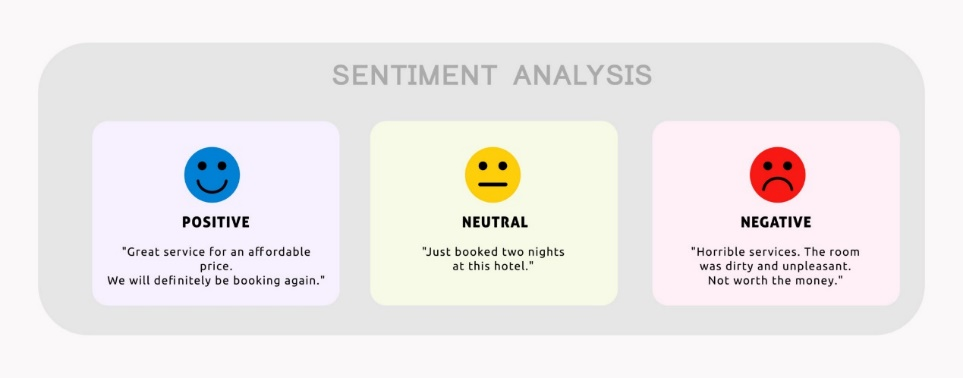 SENTIMENT ANALYSIS
POSITIVE
"Great service for an affordable
price.
We will definitely be booking again."
NEUTRAL
"Just booked two nights
at this hotel."
NEGATIVE
"Horrible services. The room
was dirty and unpleasant.
Not worth the money."